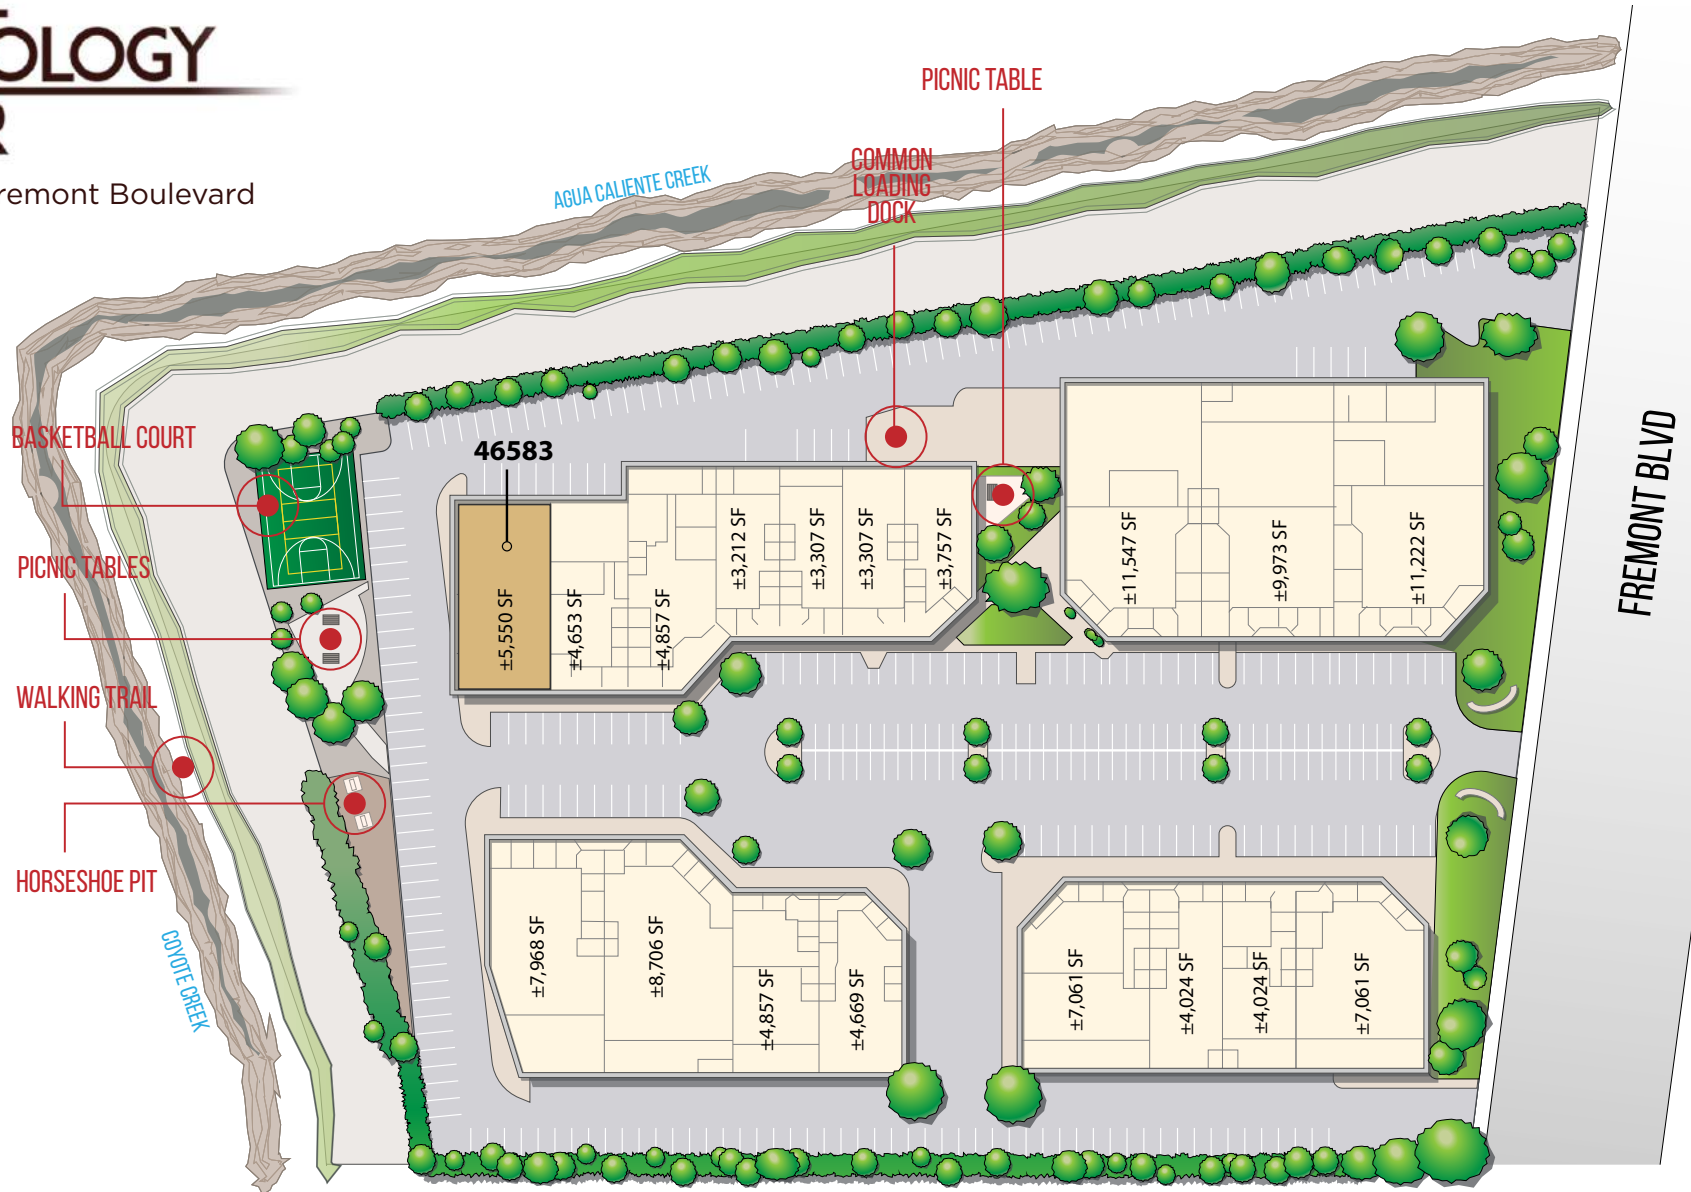 OLOGY
R
remont Boulevard
PICNIC TABLE
COMMON
LOADING
DOCK
AGUA CALIENTE CREEK
BASKETBALL COURT
46583
PICNIC TABLES
WALKING TRAIL
HORSESHOE PIT
COYOTE CREEK
FREMONT BLVD
±5,550 SF
±4,653 SF
±4,857 SF
±3,212 SF
±3,307 SF
±3,307 SF
±3,757 SF
±11,547 SF
±9,973 SF
±11,222 SF
±7,968 SF
±8,706 SF
±4,857 SF
±4,669 SF
±7,061 SF
±4,024 SF
±4,024 SF
±7,061 SF